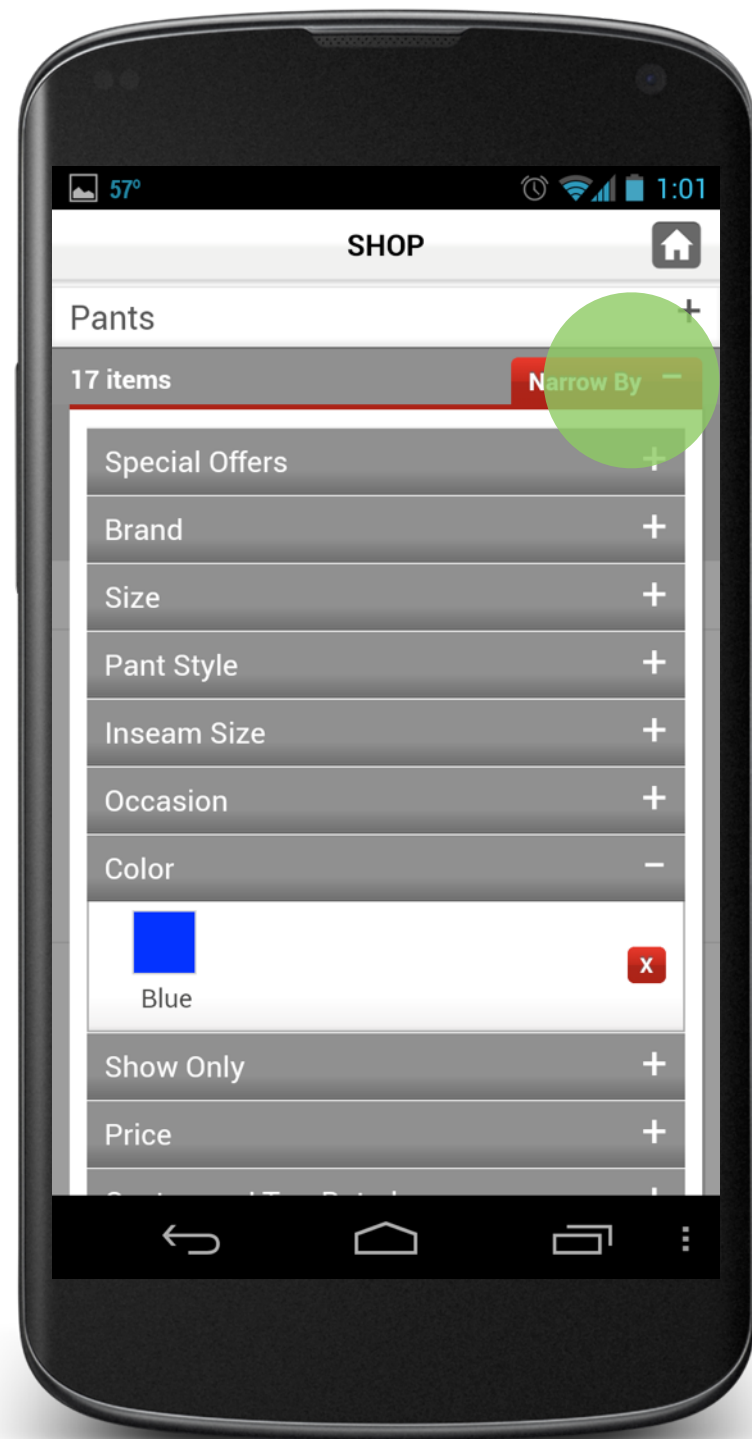 57°
1:01
SHOP
Pants
+
17 items
Narrow By −
Special Offers +
Brand +
Size +
Pant Style +
Inseam Size +
Occasion +
Color −
X
Blue
Show Only +
Price +